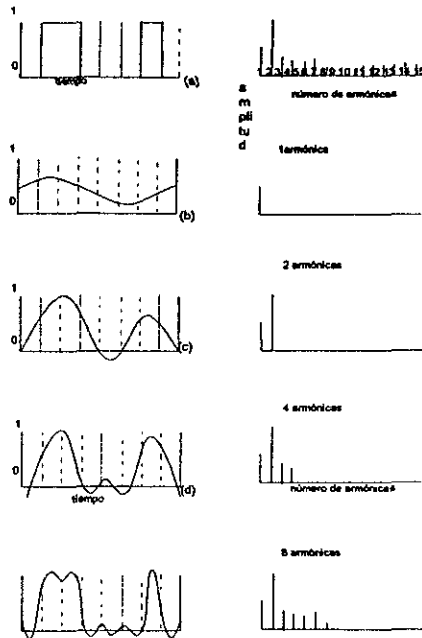 1
0
tiempo
(a)
a
m
pli
tu
d
1 2 3 4 5 6 7 8 9 10 11 12 13 14 15
número de armónicas
1
0
(b)
1armónica
1
0
(c)
2 armónicas
1
0
tiempo
(d)
4 armónicas
número de armónicas
8 armónicas